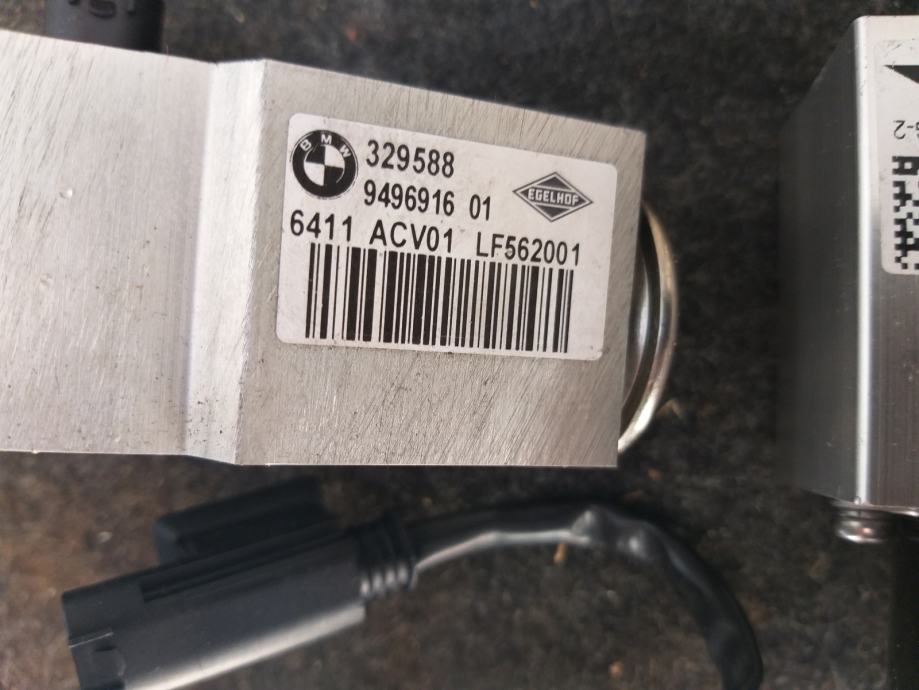 BMW
329588
9496916 01
EGELHOF
6411 ACV01 LF562001